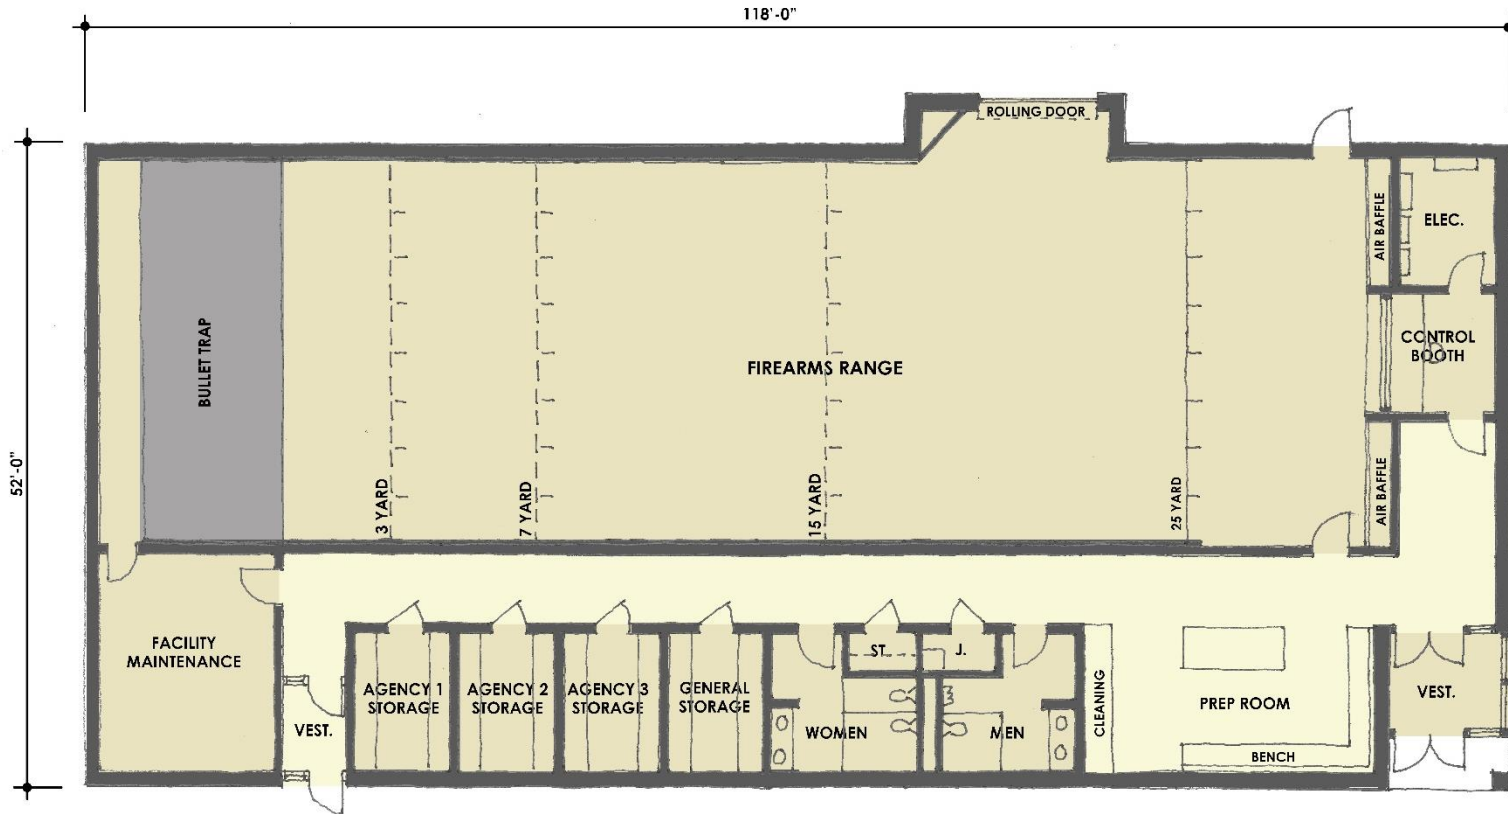 118'-0"
ROLLING DOOR
AIR BAFFLE
ELEC.
BULLET TRAP
FIREARMS RANGE
CONTROL
BOOTH
52'-0"
3 YARD
7 YARD
15 YARD
25 YARD
AIR BAFFLE
FACILITY
MAINTENANCE
ST.
J.
AGENCY 1
STORAGE
AGENCY 2
STORAGE
AGENCY 3
STORAGE
GENERAL
STORAGE
VEST.
WOMEN
MEN
CLEANING
PREP ROOM
VEST.
BENCH